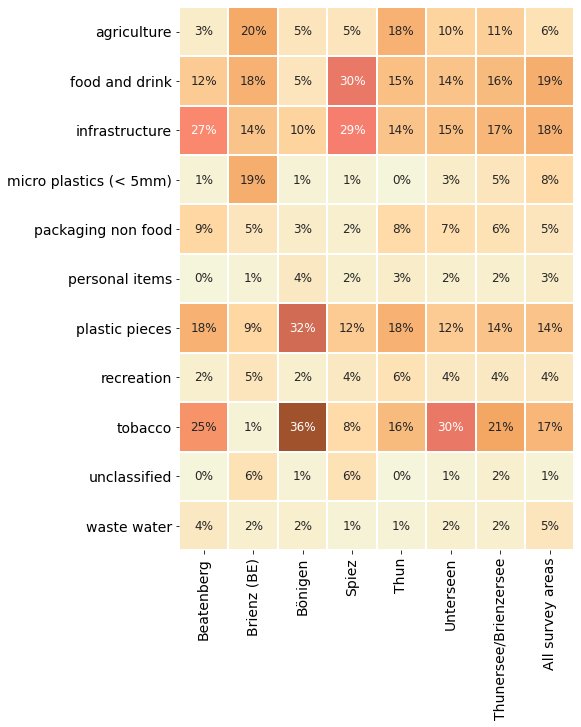 agriculture 3% 20% 5% 5% 18% 10% 11% 6%
food and drink 12% 18% 5% 30% 15% 14% 16% 19%
infrastructure 27% 14% 10% 29% 14% 15% 17% 18%
micro plastics (< 5mm) 1% 19% 1% 1% 0% 3% 5% 8%
packaging non food 9% 5% 3% 2% 8% 7% 6% 5%
personal items 0% 1% 4% 2% 3% 2% 2% 3%
plastic pieces 18% 9% 32% 12% 18% 12% 14% 14%
recreation 2% 5% 2% 4% 6% 4% 4% 4%
tobacco 25% 1% 36% 8% 16% 30% 21% 17%
unclassified 0% 6% 1% 6% 0% 1% 2% 1%
waste water 4% 2% 2% 1% 1% 2% 2% 5%
Beatenberg
Brienz (BE)
Bönigen
Spiez
Thun
Unterseen
Thunersee/Brienzersee
All survey areas